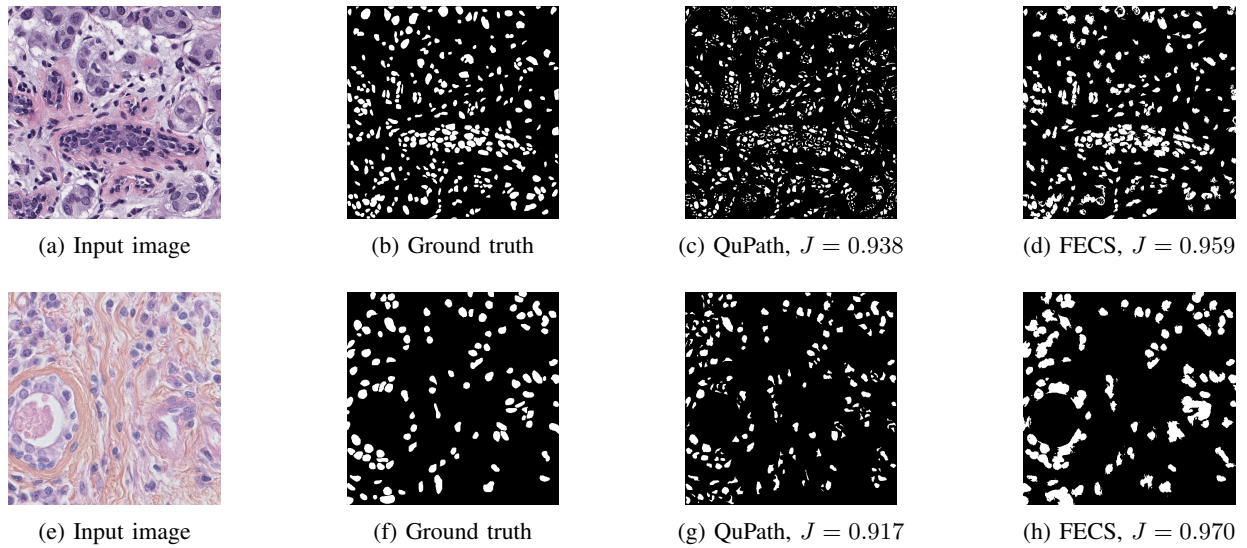 (a) Input image
(b) Ground truth
(c) QuPath, J = 0.938
(d) FECS, J = 0.959
(e) Input image
(f) Ground truth
(g) QuPath, J = 0.917
(h) FECS, J = 0.970